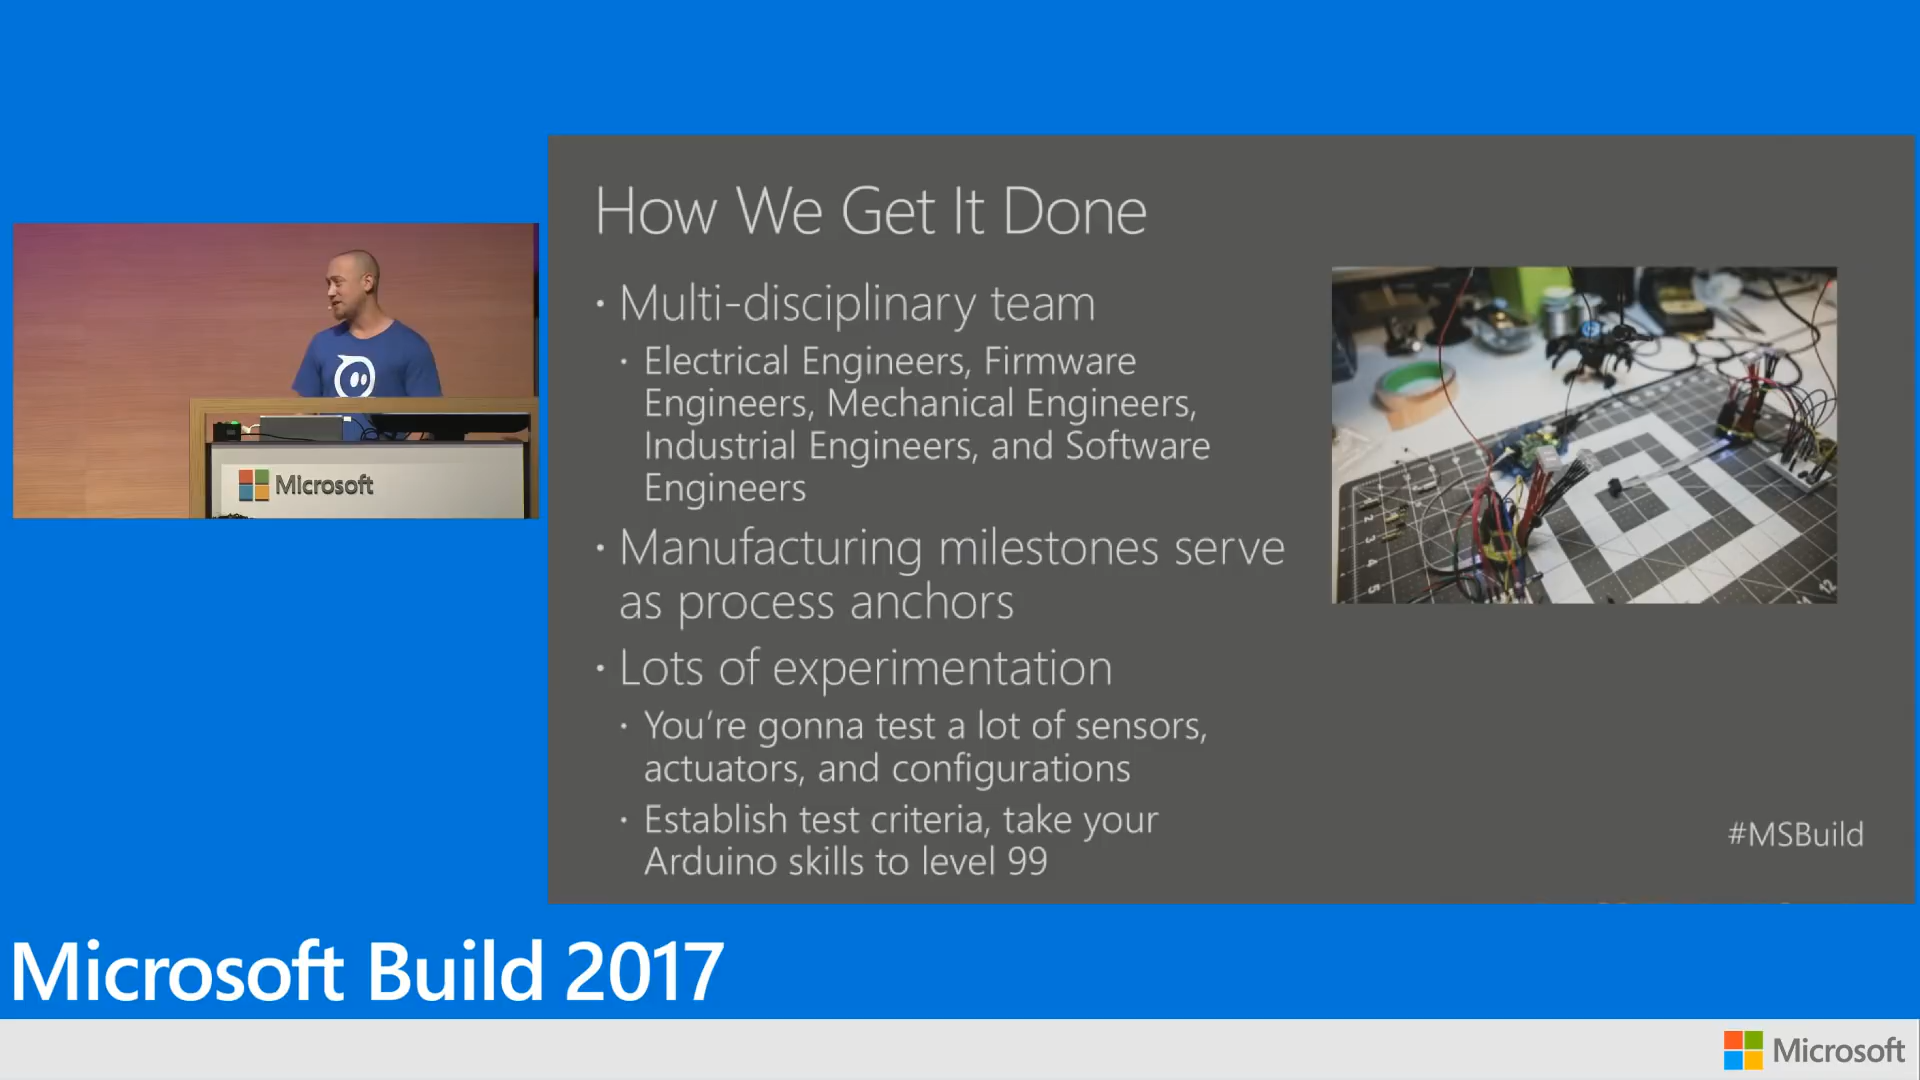 How We Get It Done
· Multi-disciplinary team
· Electrical Engineers, Firmware
Engineers, Mechanical Engineers,
Industrial Engineers, and Software
Engineers
· Manufacturing milestones serve
as process anchors
· Lots of experimentation
· You're gonna test a lot of sensors,
actuators, and configurations
· Establish test criteria, take your
Arduino skills to level 99
#MSBuild
Microsoft
Microsoft Build 2017
Microsoft